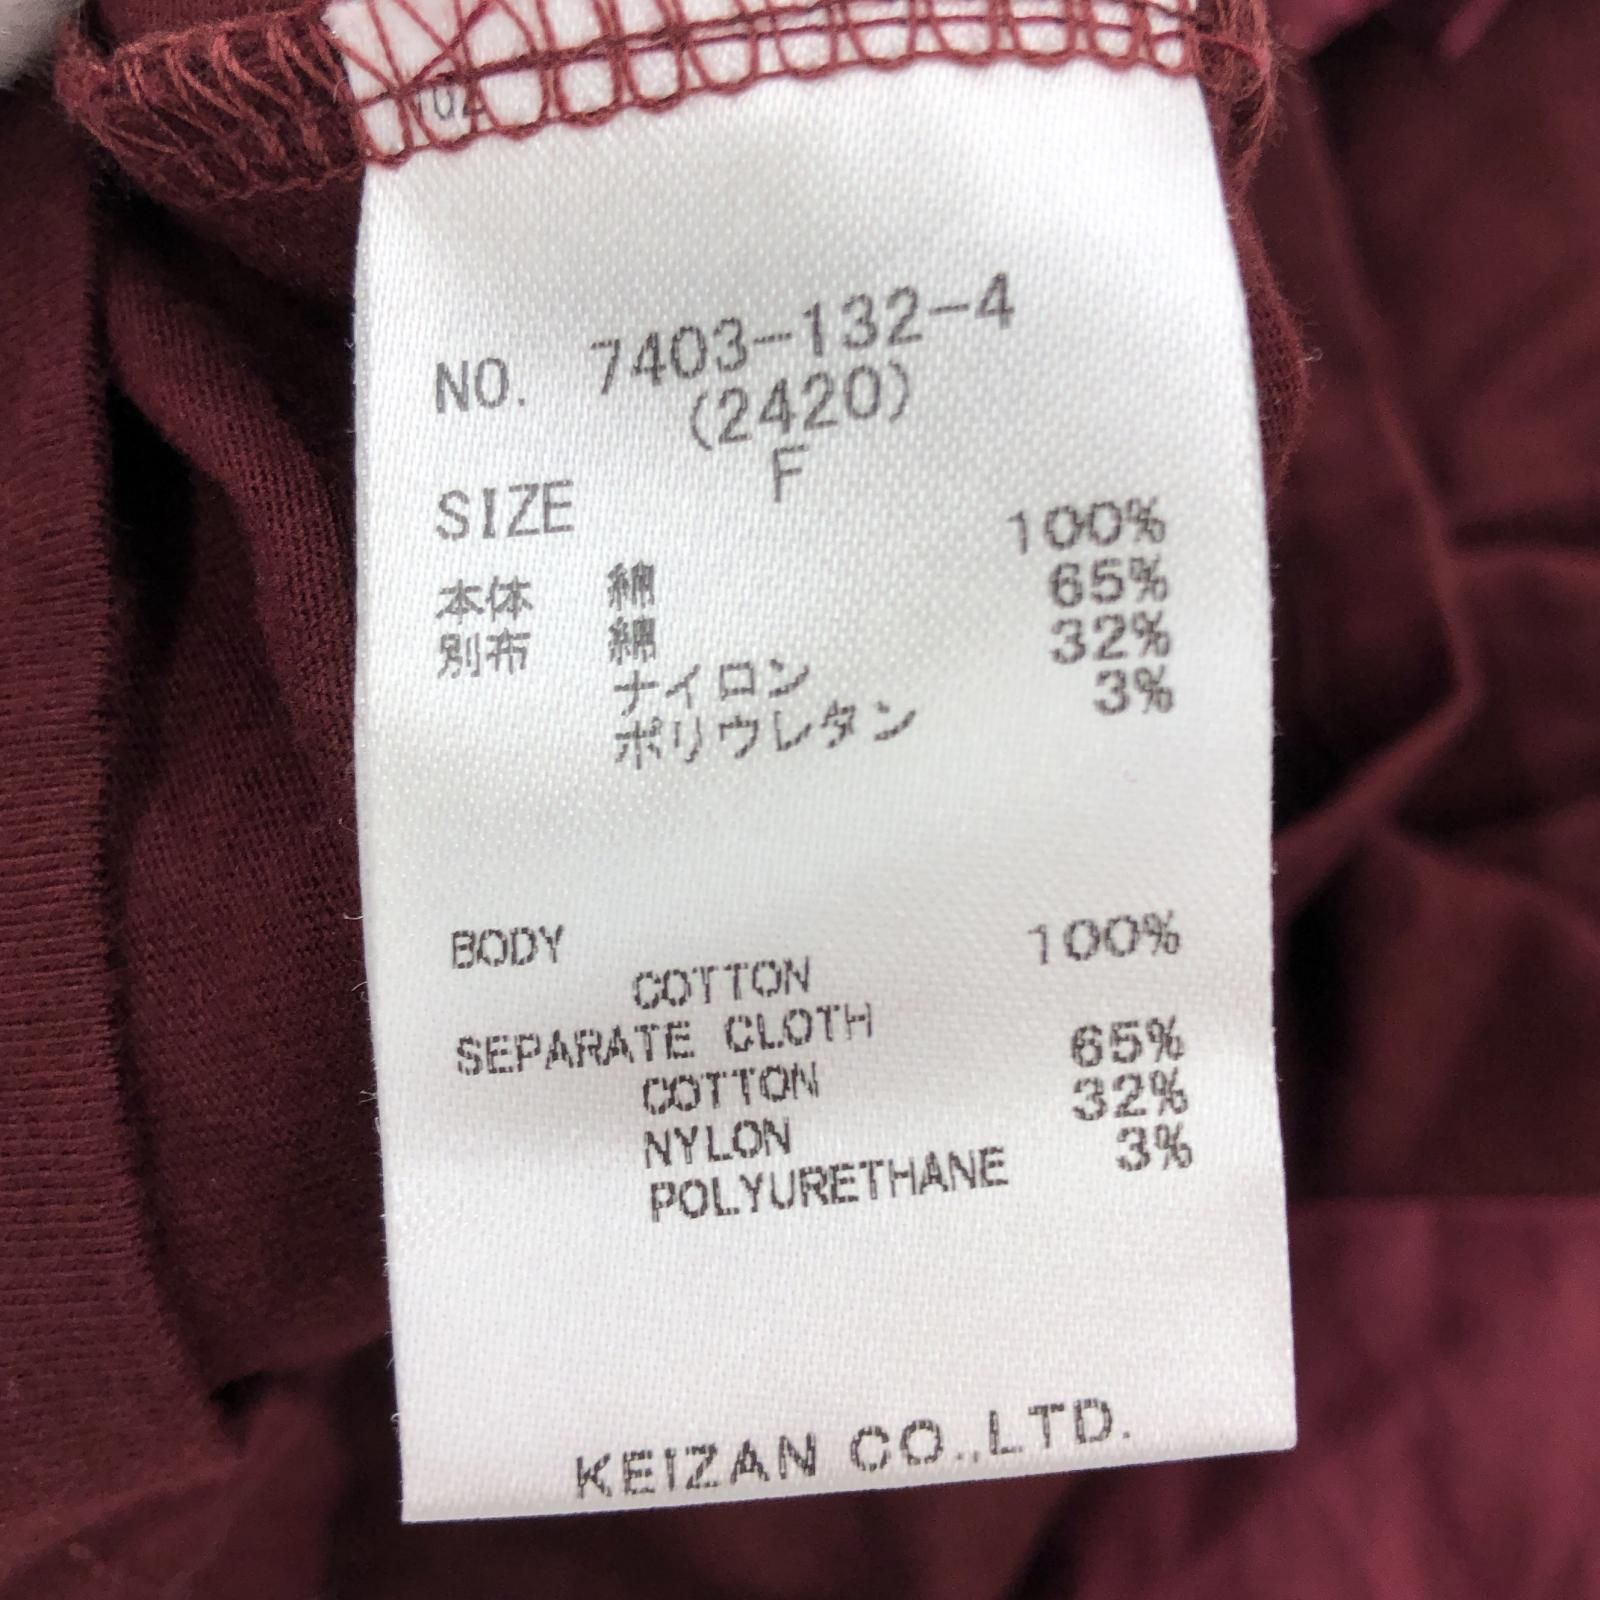 NO. 7403-132-4
(2420)
SIZE F
本体 綿 100%
別布 綿 65%
ナイロン 32%
ポリウレタン 3%
BODY
COTTON 100%
SEPARATE CLOTH
COTTON 65%
NYLON 32%
POLYURETHANE 3%
KEIZAN CO.,LTD.